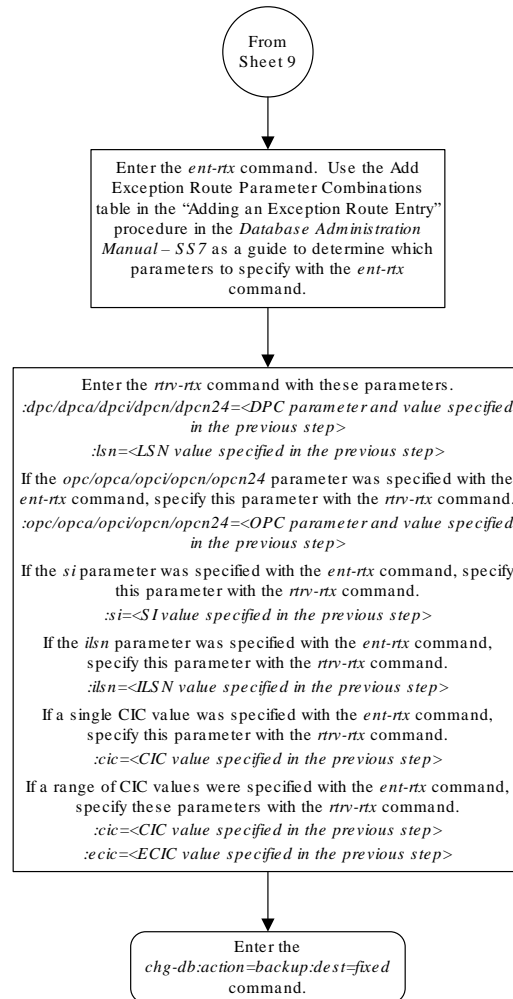 From
Sheet 9
Enter the ent-rtx command. Use the Add
Exception Route Parameter Combinations
table in the “Adding an Exception Route Entry”
procedure in the Database Administration
Manual – SS7 as a guide to determine which
parameters to specify with the ent-rtx
command.
Enter the rtrv-rtx command with these parameters.
:dpc/dpca/dpci/dpcn/dpcn24=<DPC parameter and value specified
in the previous step>
:lsn=<LSN value specified in the previous step>
If the opc/opca/opci/opcn/opcn24 parameter was specified with the
ent-rtx command, specify this parameter with the rtrv-rtx command.
:opc/opca/opci/opcn/opcn24=<OPC parameter and value specified
in the previous step>
If the si parameter was specified with the ent-rtx command, specify
this parameter with the rtrv-rtx command.
:si=<SI value specified in the previous step>
If the ilsn parameter was specified with the ent-rtx command,
specify this parameter with the rtrv-rtx command.
:ilsn=<ILSN value specified in the previous step>
If a single CIC value was specified with the ent-rtx command,
specify this parameter with the rtrv-rtx command.
:cic=<CIC value specified in the previous step>
If a range of CIC values were specified with the ent-rtx command,
specify these parameters with the rtrv-rtx command.
:cic=<CIC value specified in the previous step>
:ecic=<ECIC value specified in the previous step>
Enter the
chg-db:action=backup:dest=fixed
command.